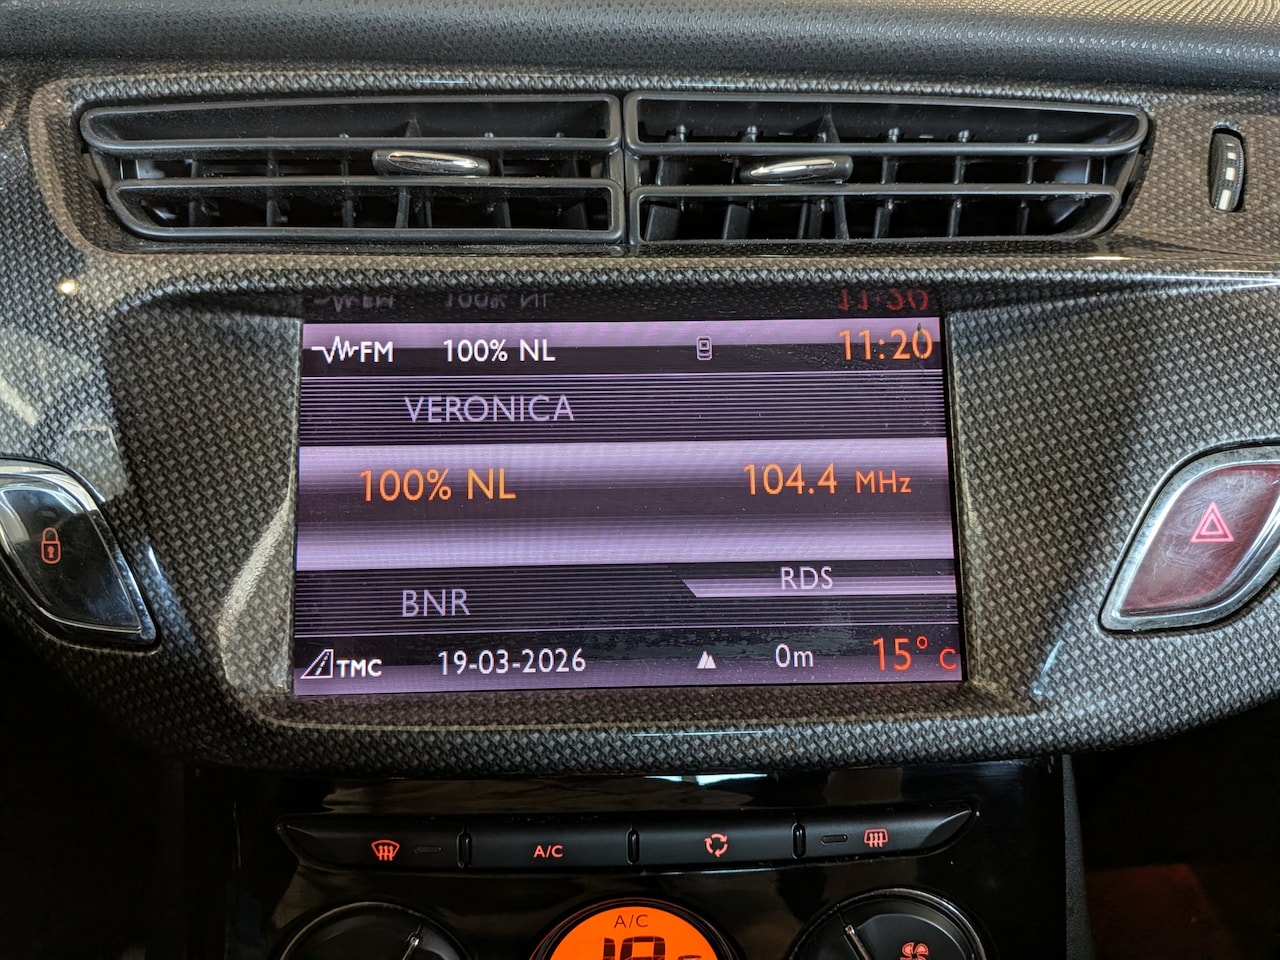 FM 100% NL 11:20
VERONICA
100% NL 104.4 MHz
RDS
BNR
TMC 19-03-2026 0m 15° C
A/C
A/C